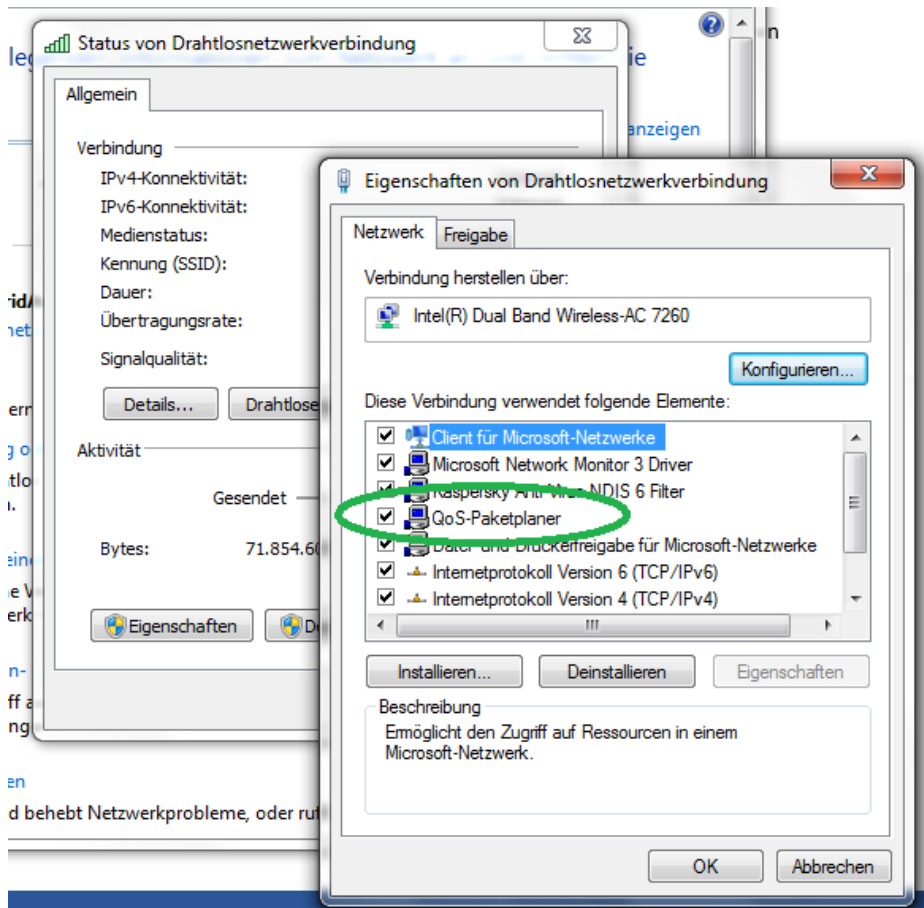 Status von Drahtlosnetzwerkverbindung
Allgemein
Verbindung
IPv4-Konnektivität:
IPv6-Konnektivität:
Medienstatus:
Kennung (SSID):
Dauer:
Übertragungsrate:
Signalqualität:
Details...
Aktivität
Gesendet
Bytes:
Eigenschaften
anzeigen
Eigenschaften von Drahtlosnetzwerkverbindung
Netzwerk Freigabe
Verbindung herstellen über:
Intel(R) Dual Band Wireless-AC 7260
Konfigurieren...
Diese Verbindung verwendet folgende Elemente:
Client für Microsoft-Netzwerke
Microsoft Network Monitor 3 Driver
Kaspersky Anti-Virus NDIS 6 Filter
QoS-Paketplaner
Datei- und Druckerfreigabe für Microsoft-Netzwerke
Internetprotokoll Version 6 (TCP/IPv6)
Internetprotokoll Version 4 (TCP/IPv4)
Installieren... Deinstallieren Eigenschaften
Beschreibung
Ermöglicht den Zugriff auf Ressourcen in einem
Microsoft-Netzwerk.
OK Abbrechen
d behebt Netzwerkprobleme, oder ruf